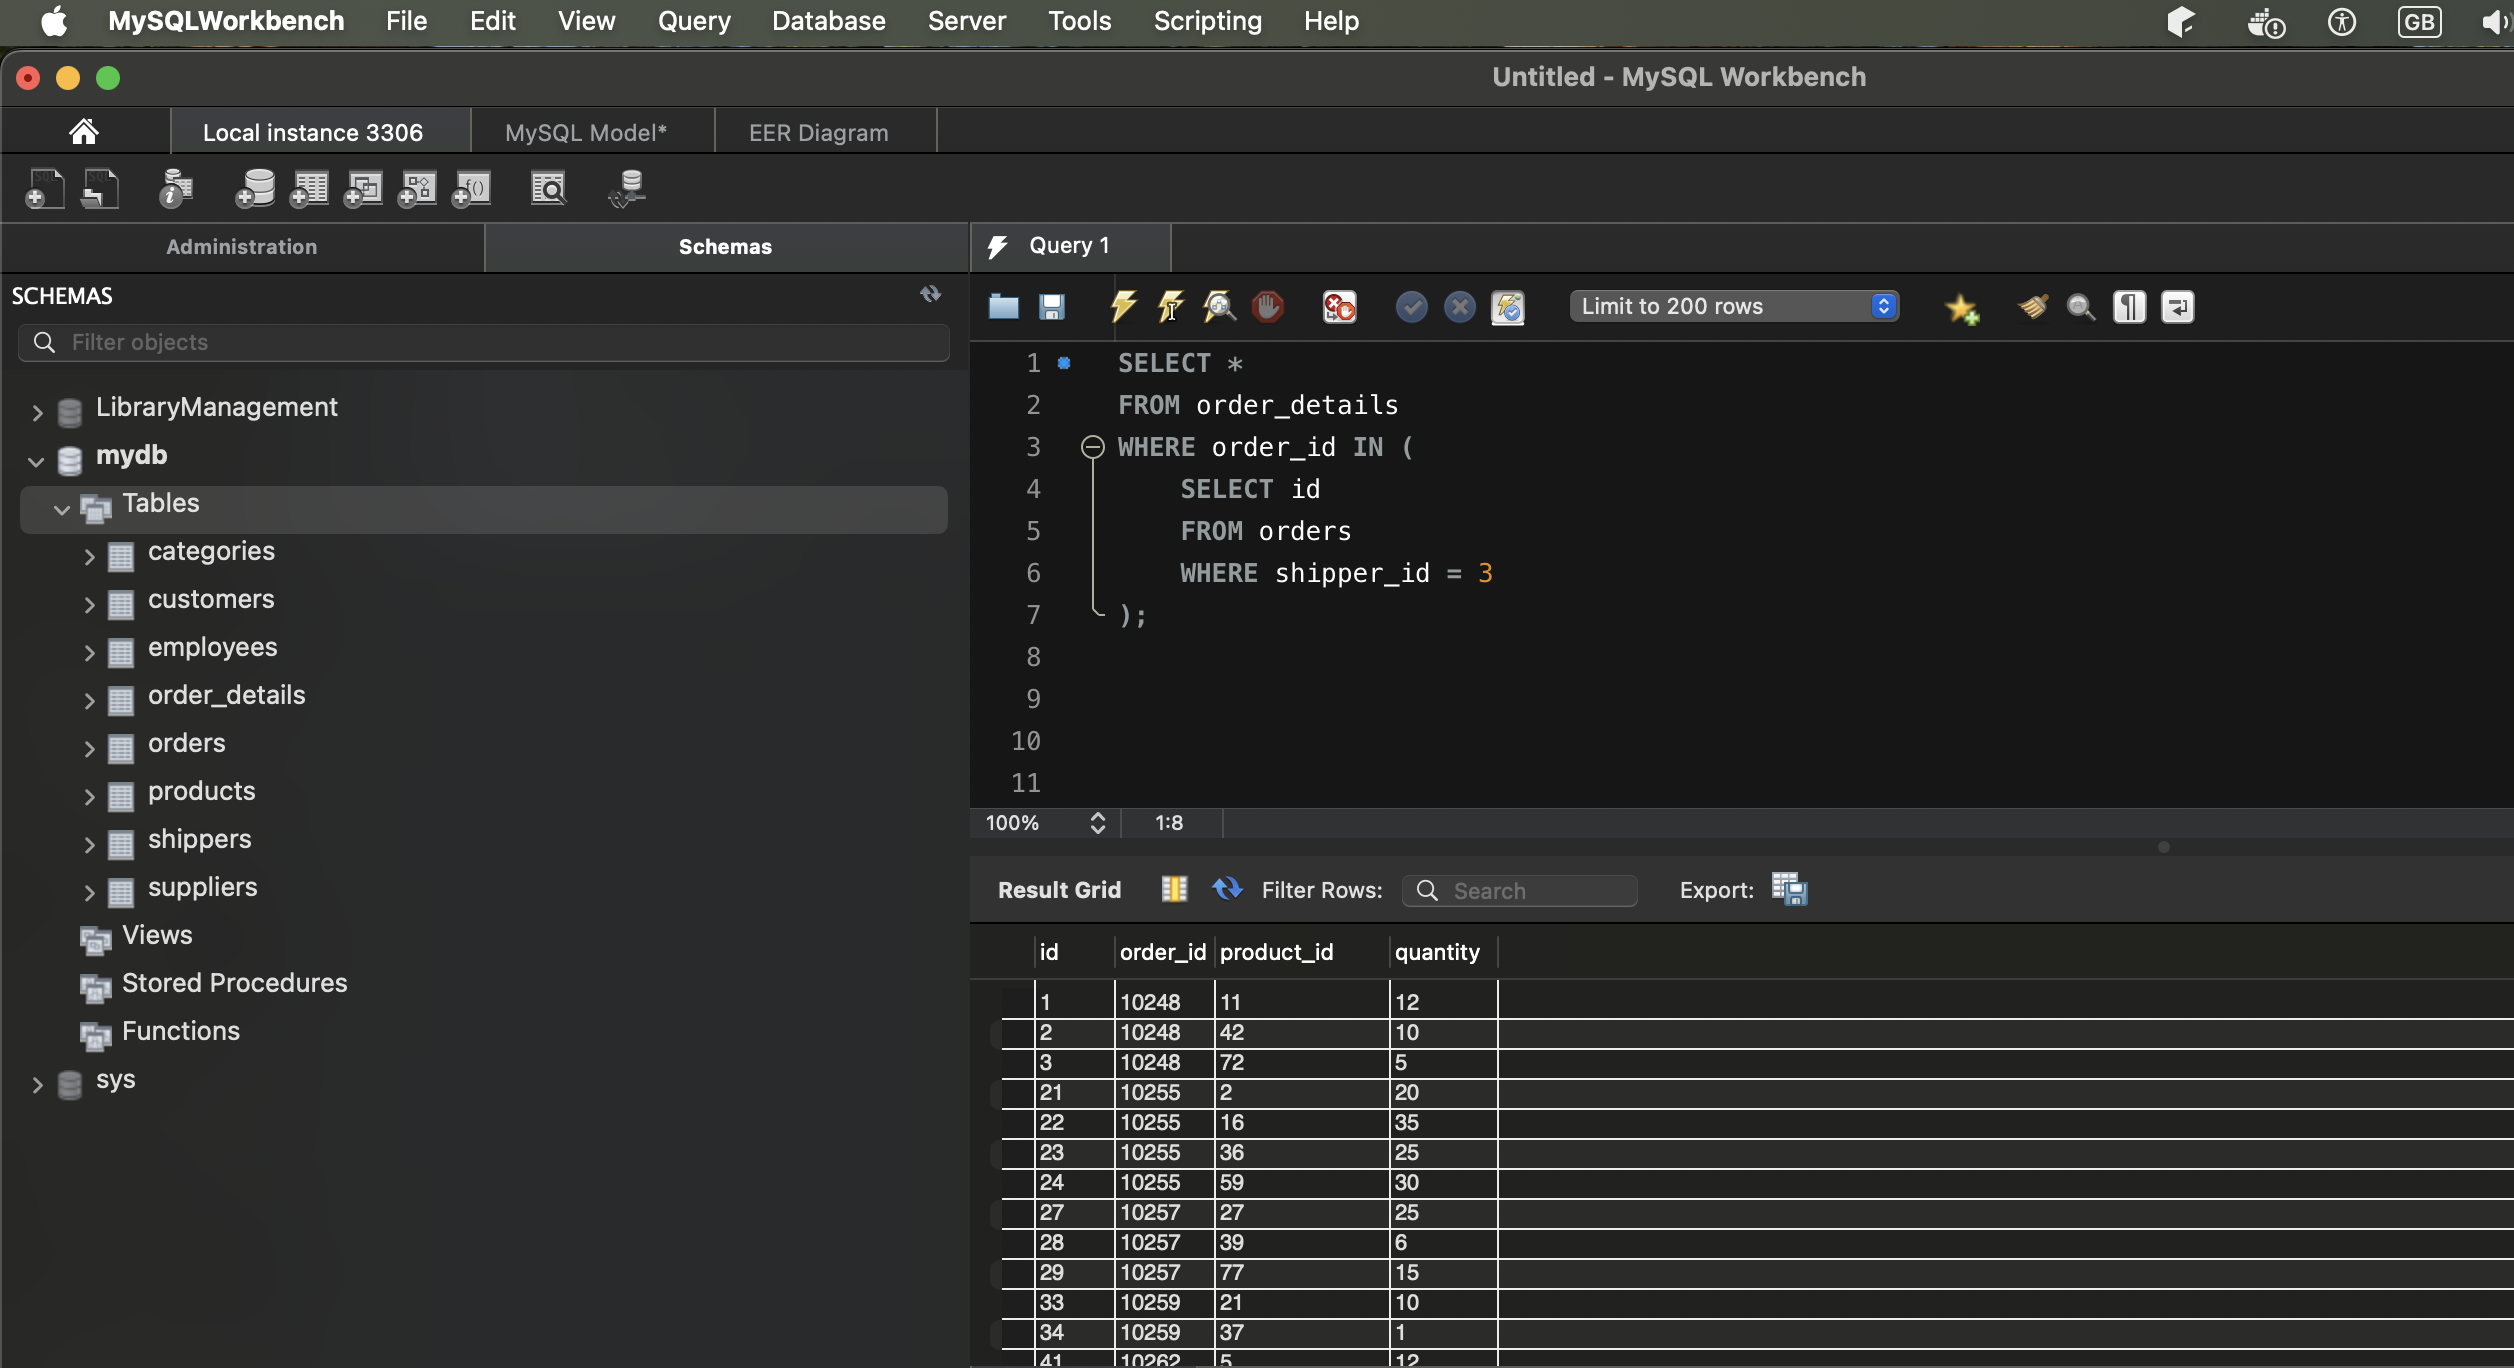 MySQLWorkbench File Edit View Query Database Server Tools Scripting Help GB
Untitled - MySQL Workbench
Local instance 3306 MySQL Model* EER Diagram
Administration Schemas Query 1
SCHEMAS
Limit to 200 rows
Filter objects
LibraryManagement
mydb
Tables
categories
customers
employees
order_details
orders
products
shippers
suppliers
Views
Stored Procedures
Functions
sys
1 SELECT *
2 FROM order_details
3 WHERE order_id IN (
4 SELECT id
5 FROM orders
6 WHERE shipper_id = 3
7 );
8
9
10
11
100% 1:8
Result Grid Filter Rows: Search Export:
id order_id product_id quantity
1 10248 11 12
2 10248 42 10
3 10248 72 5
21 10255 2 20
22 10255 16 35
23 10255 36 25
24 10255 59 30
27 10257 27 25
28 10257 39 6
29 10257 77 15
33 10259 21 10
34 10259 37 1
41 10262 5 12